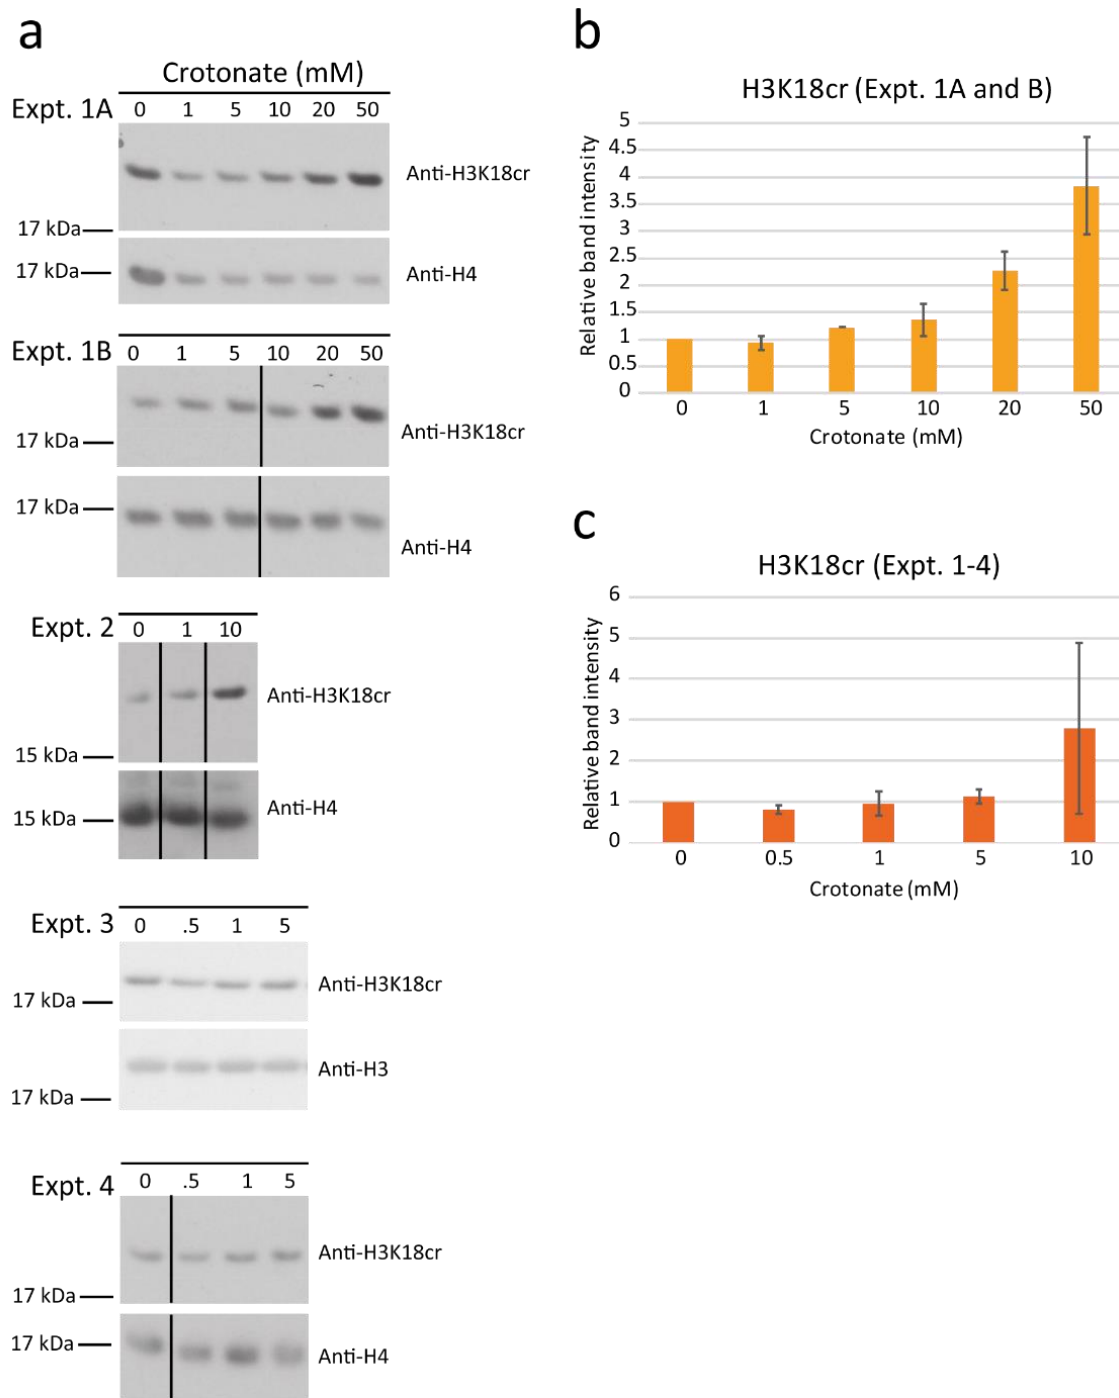 a
Crotonate (mM)
Expt. 1A 0 1 5 10 20 50
Anti-H3K18cr
17 kDa
17 kDa
Anti-H4
Expt. 1B 0 1 5 10 20 50
Anti-H3K18cr
17 kDa
17 kDa
Anti-H4
Expt. 2 0 1 10
Anti-H3K18cr
15 kDa
15 kDa
Anti-H4
Expt. 3 0 .5 1 5
Anti-H3K18cr
17 kDa
Anti-H3
17 kDa
Expt. 4 0 .5 1 5
Anti-H3K18cr
17 kDa
17 kDa
Anti-H4
b
H3K18cr (Expt. 1A and B)
Relative band intensity
5
4.5
4
3.5
3
2.5
2
1.5
1
0.5
0
0 1 5 10 20 50
Crotonate (mM)
c
H3K18cr (Expt. 1-4)
Relative band intensity
6
5
4
3
2
1
0
0 0.5 1 5 10
Crotonate (mM)